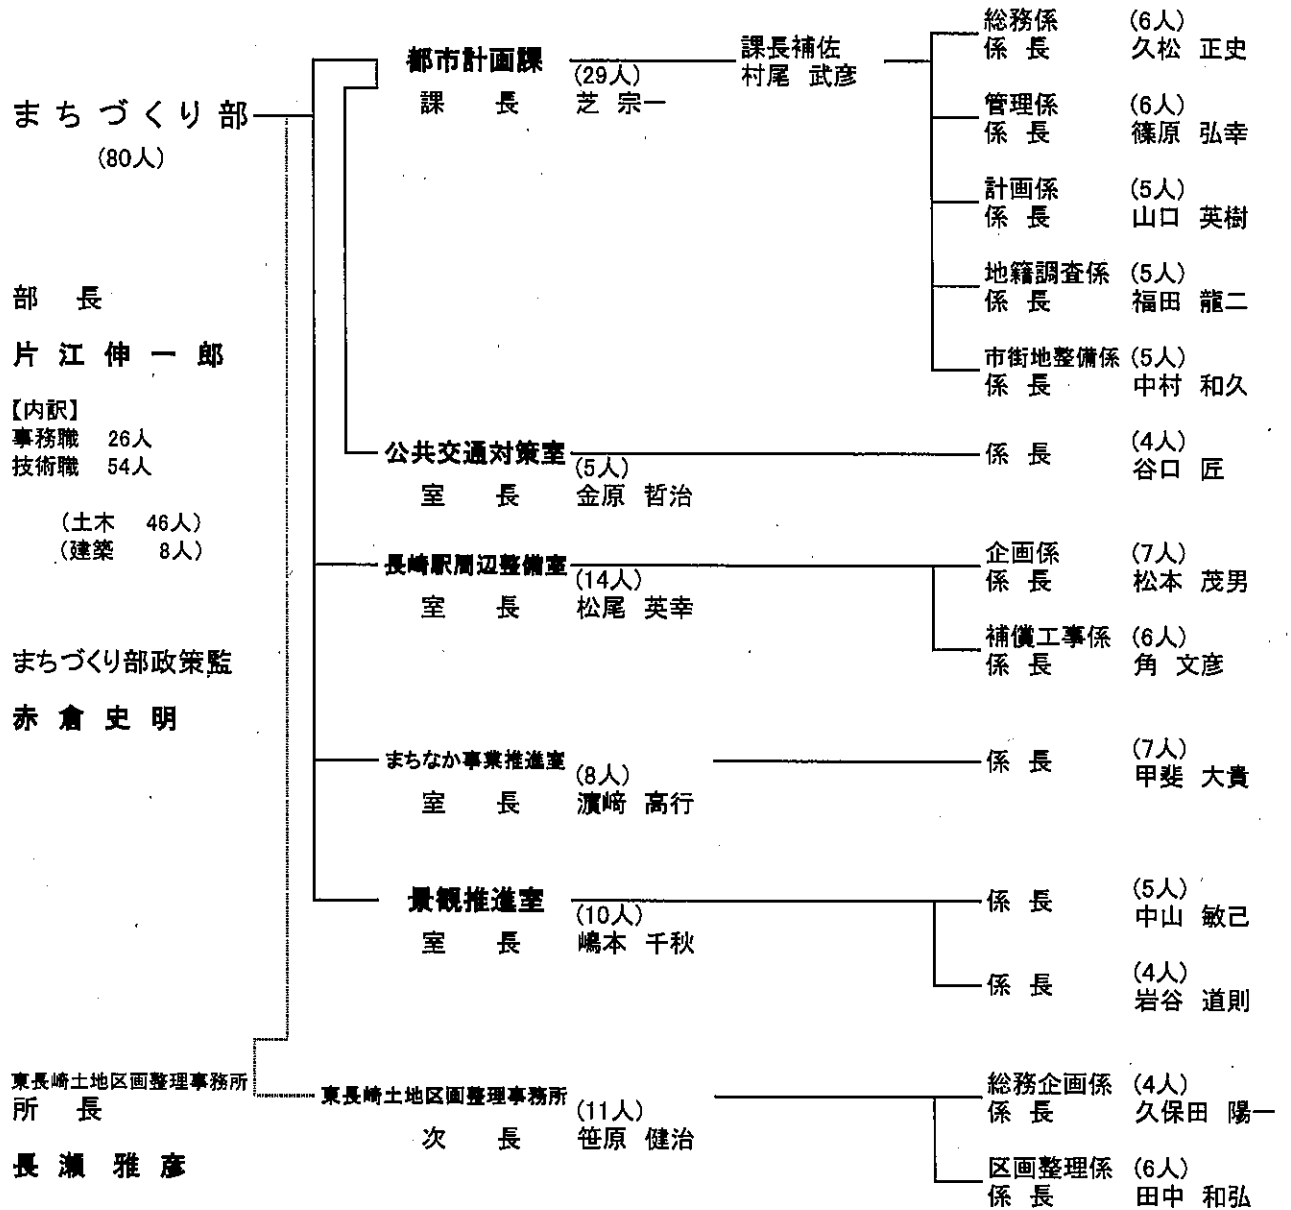 まちづくり部
(80人)
部 長
片江伸一郎
【内訳】
事務職 26人
技術職 54人
(土木 46人)
(建築 8人)
まちづくり部政策監
赤倉史明
東長崎土地区画整理事務所
所 長
長瀬雅彦
都市計画課 (29人)
課 長 芝 宗一
課長補佐
村尾 武彦
総務係 (6人)
係 長 久松 正史
管理係 (6人)
係 長 篠原 弘幸
計画係 (5人)
係 長 山口 英樹
地籍調査係 (5人)
係 長 福田 龍二
市街地整備係 (5人)
係 長 中村 和久
公共交通対策室 (5人)
室 長 金原 哲治
(4人)
係 長 谷口 匠
長崎駅周辺整備室 (14人)
室 長 松尾 英幸
企画係 (7人)
係 長 松本 茂男
補償工事係 (6人)
係 長 角 文彦
まちなか事業推進室 (8人)
室 長 濵﨑 高行
(7人)
係 長 甲斐 大貴
景観推進室 (10人)
室 長 嶋本 千秋
(5人)
係 長 中山 敏己
(4人)
係 長 岩谷 道則
東長崎土地区画整理事務所 (11人)
次 長 笹原 健治
総務企画係 (4人)
係 長 久保田 陽一
区画整理係 (6人)
係 長 田中 和弘